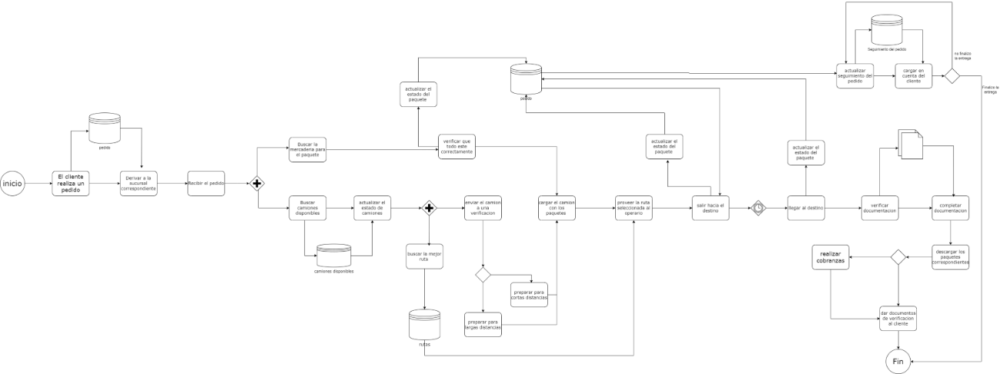 no finalizo
la entrega
Seguimiento del pedido
actualizar
seguimiento del
pedido
cargar en
cuenta del
cliente
Finalizo la
entrega
actualizar el
estado del
paquete
pedido
pedido
Buscar la
mercaderia para
el paquete
verificar que
todo este
correctamente
actualizar el
estado del
paquete
actualizar el
estado del
paquete
inicio
El cliente
realiza un
pedido
Derivar a la
sucursal
correspondiente
Recibir el pedido
Buscar
camiones
disponibles
actualizar el
estado de
camiones
enviar el camion
a una
verificacion
cargar el camion
con los
paquetes
proveer la ruta
seleccionada al
operario
salir hacia el
destino
llegar al destino
verificar
documentacion
completar
documentacion
camiones disponibles
buscar la mejor
ruta
realizar
cobranzas
descargar los
paquetes
correspondientes
preparar para
cortas distancias
preparar para
largas distancias
dar documentos
de verificacion
al cliente
rutas
Fin